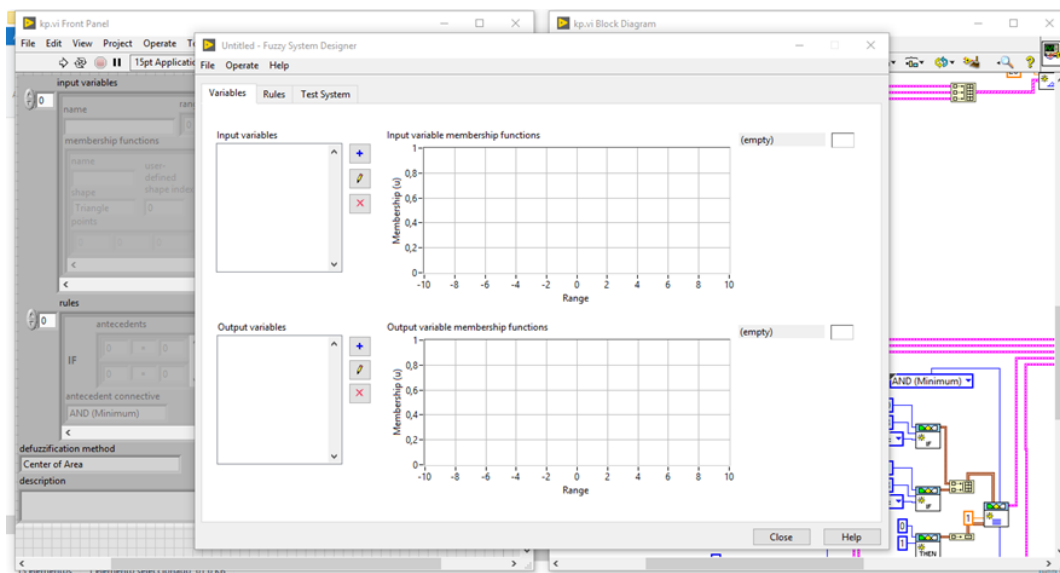 kp.vi Front Panel
File Edit View Project Operate
15pt Applicatio
input variables
0
name
membership functions
name
user-
defined
shape index
shape
Triangle
0
points
rules
0
antecedents
IF
0 = 0
0 = 0
antecedent connective
AND (Minimum)
defuzzification method
Center of Area
description
Untitled - Fuzzy System Designer
File Operate Help
Variables Rules Test System
Input variables
Input variable membership functions
(empty)
Membership (u)
1
0,8
0,6
0,4
0,2
0
-10 -8 -6 -4 -2 0 2 4 6 8 10
Range
Output variables
Output variable membership functions
(empty)
Membership (u)
1
0,8
0,6
0,4
0,2
0
-10 -8 -6 -4 -2 0 2 4 6 8 10
Range
Close Help
kp.vi Block Diagram
AND (Minimum)
IF
IF
1
0
1
THEN